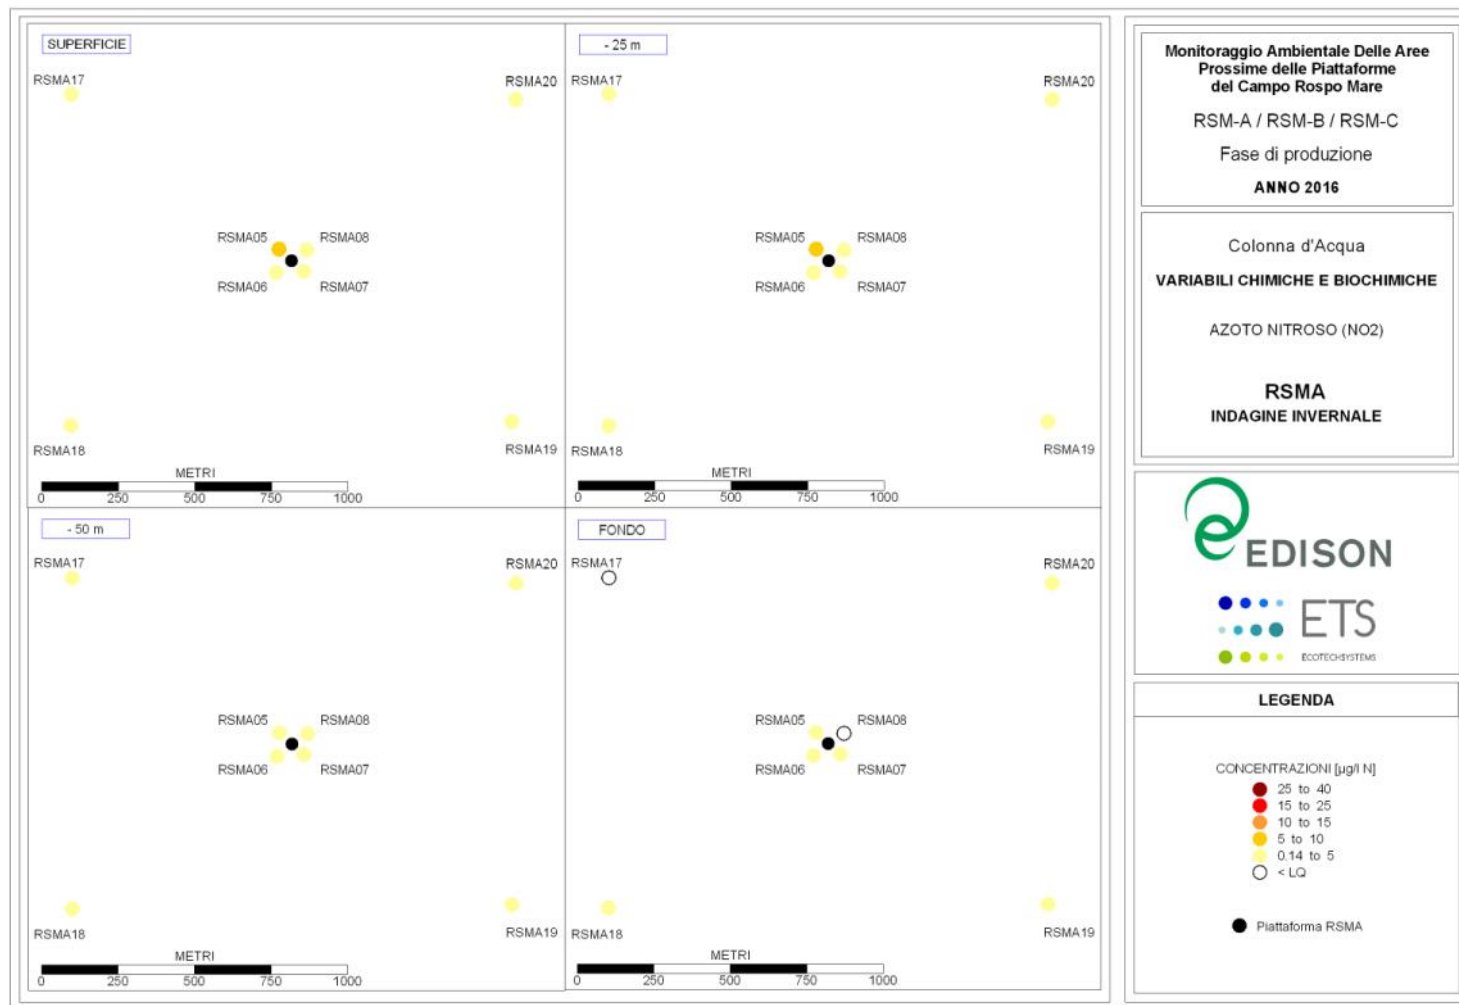 SUPERFICIE
RSMA17
RSMA20
RSMA05
RSMA08
RSMA06
RSMA07
RSMA18
RSMA19
METRI
0 250 500 750 1000
- 25 m
RSMA17
RSMA20
RSMA05
RSMA08
RSMA06
RSMA07
RSMA18
RSMA19
METRI
0 250 500 750 1000
- 50 m
RSMA17
RSMA20
RSMA05
RSMA08
RSMA06
RSMA07
RSMA18
RSMA19
METRI
0 250 500 750 1000
FONDO
RSMA17
RSMA20
RSMA05
RSMA08
RSMA06
RSMA07
RSMA18
RSMA19
METRI
0 250 500 750 1000
Monitoraggio Ambientale Delle Aree
Prossime delle Piattaforme
del Campo Rospo Mare
RSM-A / RSM-B / RSM-C
Fase di produzione
ANNO 2016
Colonna d'Acqua
VARIABILI CHIMICHE E BIOCHIMICHE
AZOTO NITROSO (NO2)
RSMA
INDAGINE INVERNALE
EDISON
ETS
ECOTECHSYSTEMS
LEGENDA
CONCENTRAZIONI [µg/l N]
25 to 40
15 to 25
10 to 15
5 to 10
0.14 to 5
< LQ
Piattaforma RSMA